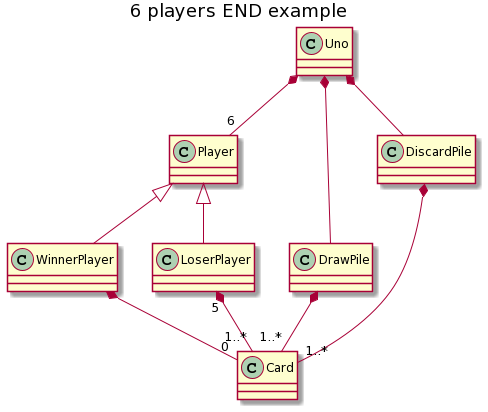 6 players END example
C Uno
6
C Player
C DiscardPile
C WinnerPlayer
C LoserPlayer
C DrawPile
5
1..*
1..*
0
1..*
C Card